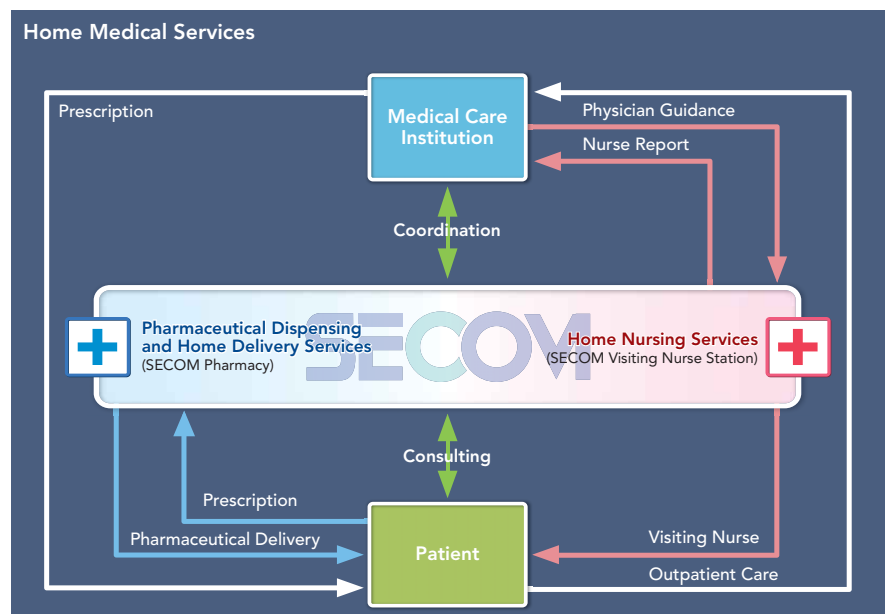 Home Medical Services
Prescription
Medical Care
Institution
Physician Guidance
Nurse Report
Coordination
SECOM
Pharmaceutical Dispensing
and Home Delivery Services
(SECOM Pharmacy)
Home Nursing Services
(SECOM Visiting Nurse Station)
Consulting
Prescription
Pharmaceutical Delivery
Patient
Visiting Nurse
Outpatient Care